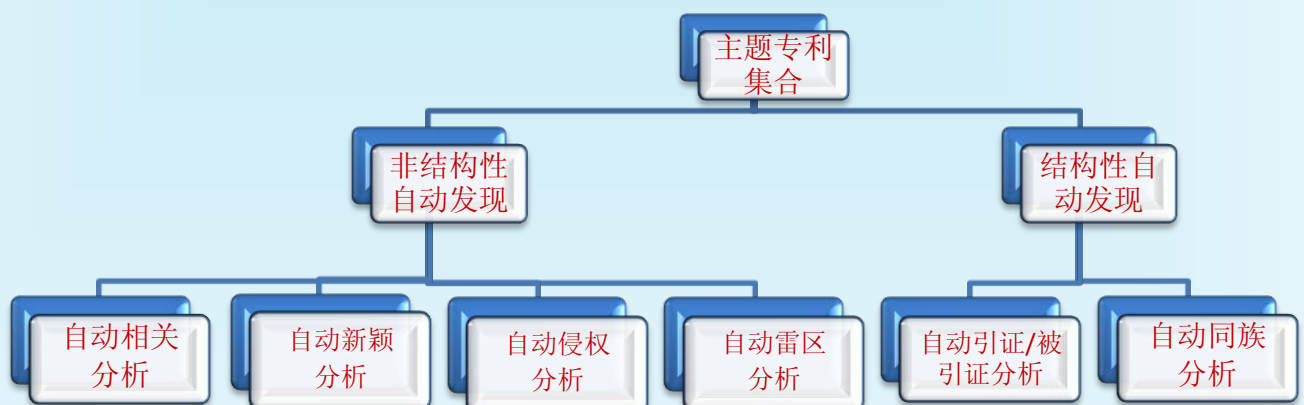 主题专利
集合
非结构性
自动发现
结构性自
动发现
自动相关
分析
自动新颖
分析
自动侵权
分析
自动雷区
分析
自动引证/被
引证分析
自动同族
分析